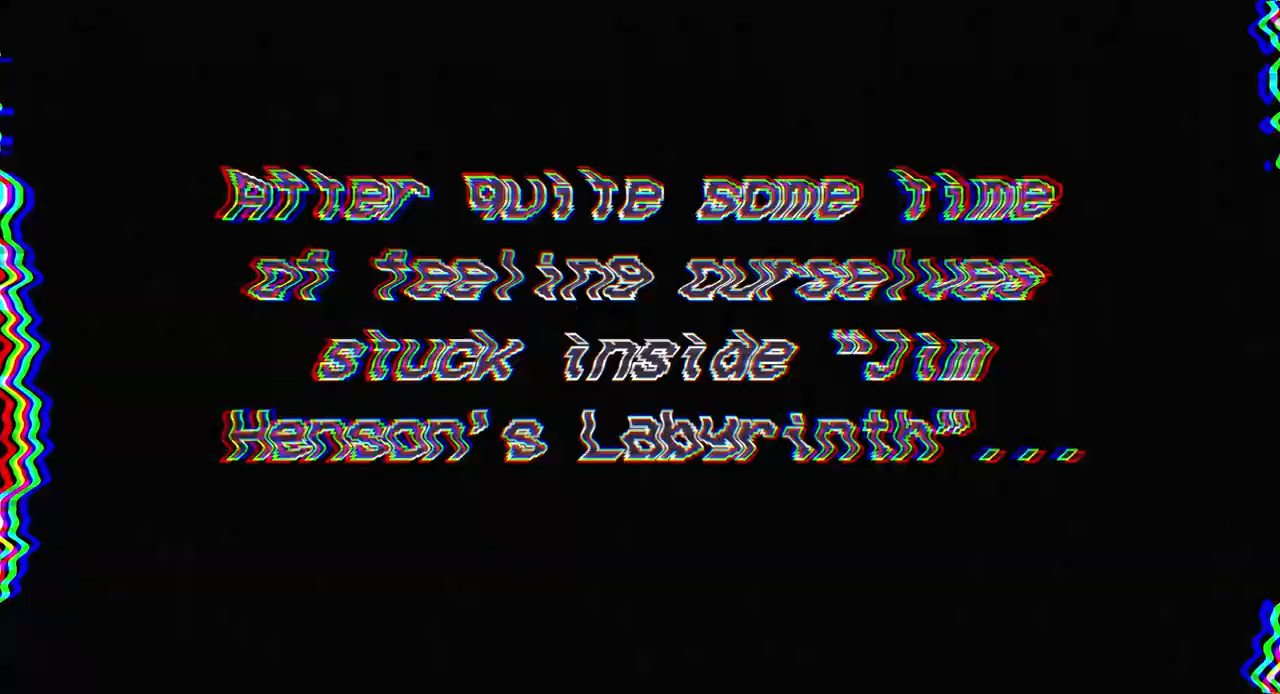 After quite some time
of feeling ourselves
stuck inside "Jim
Henson's Labyrinth"...